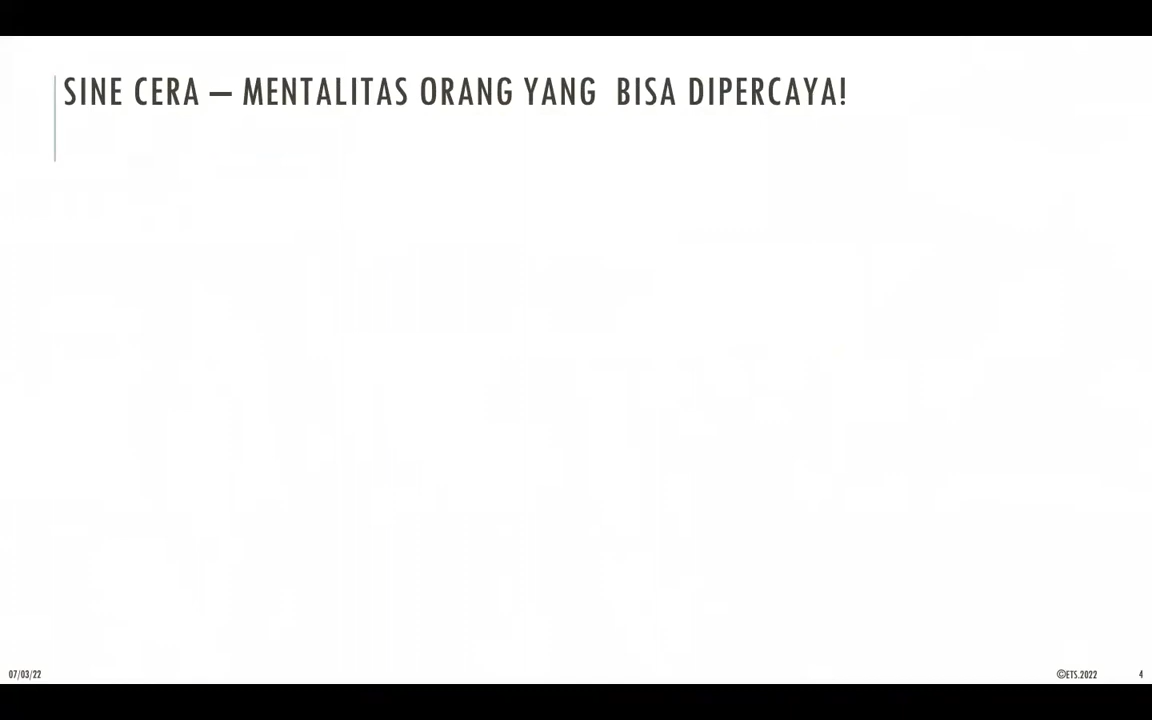 SINE CERA – MENTALITAS ORANG YANG BISA DIPERCAYA!
07/03/22
©ETS.2022
4